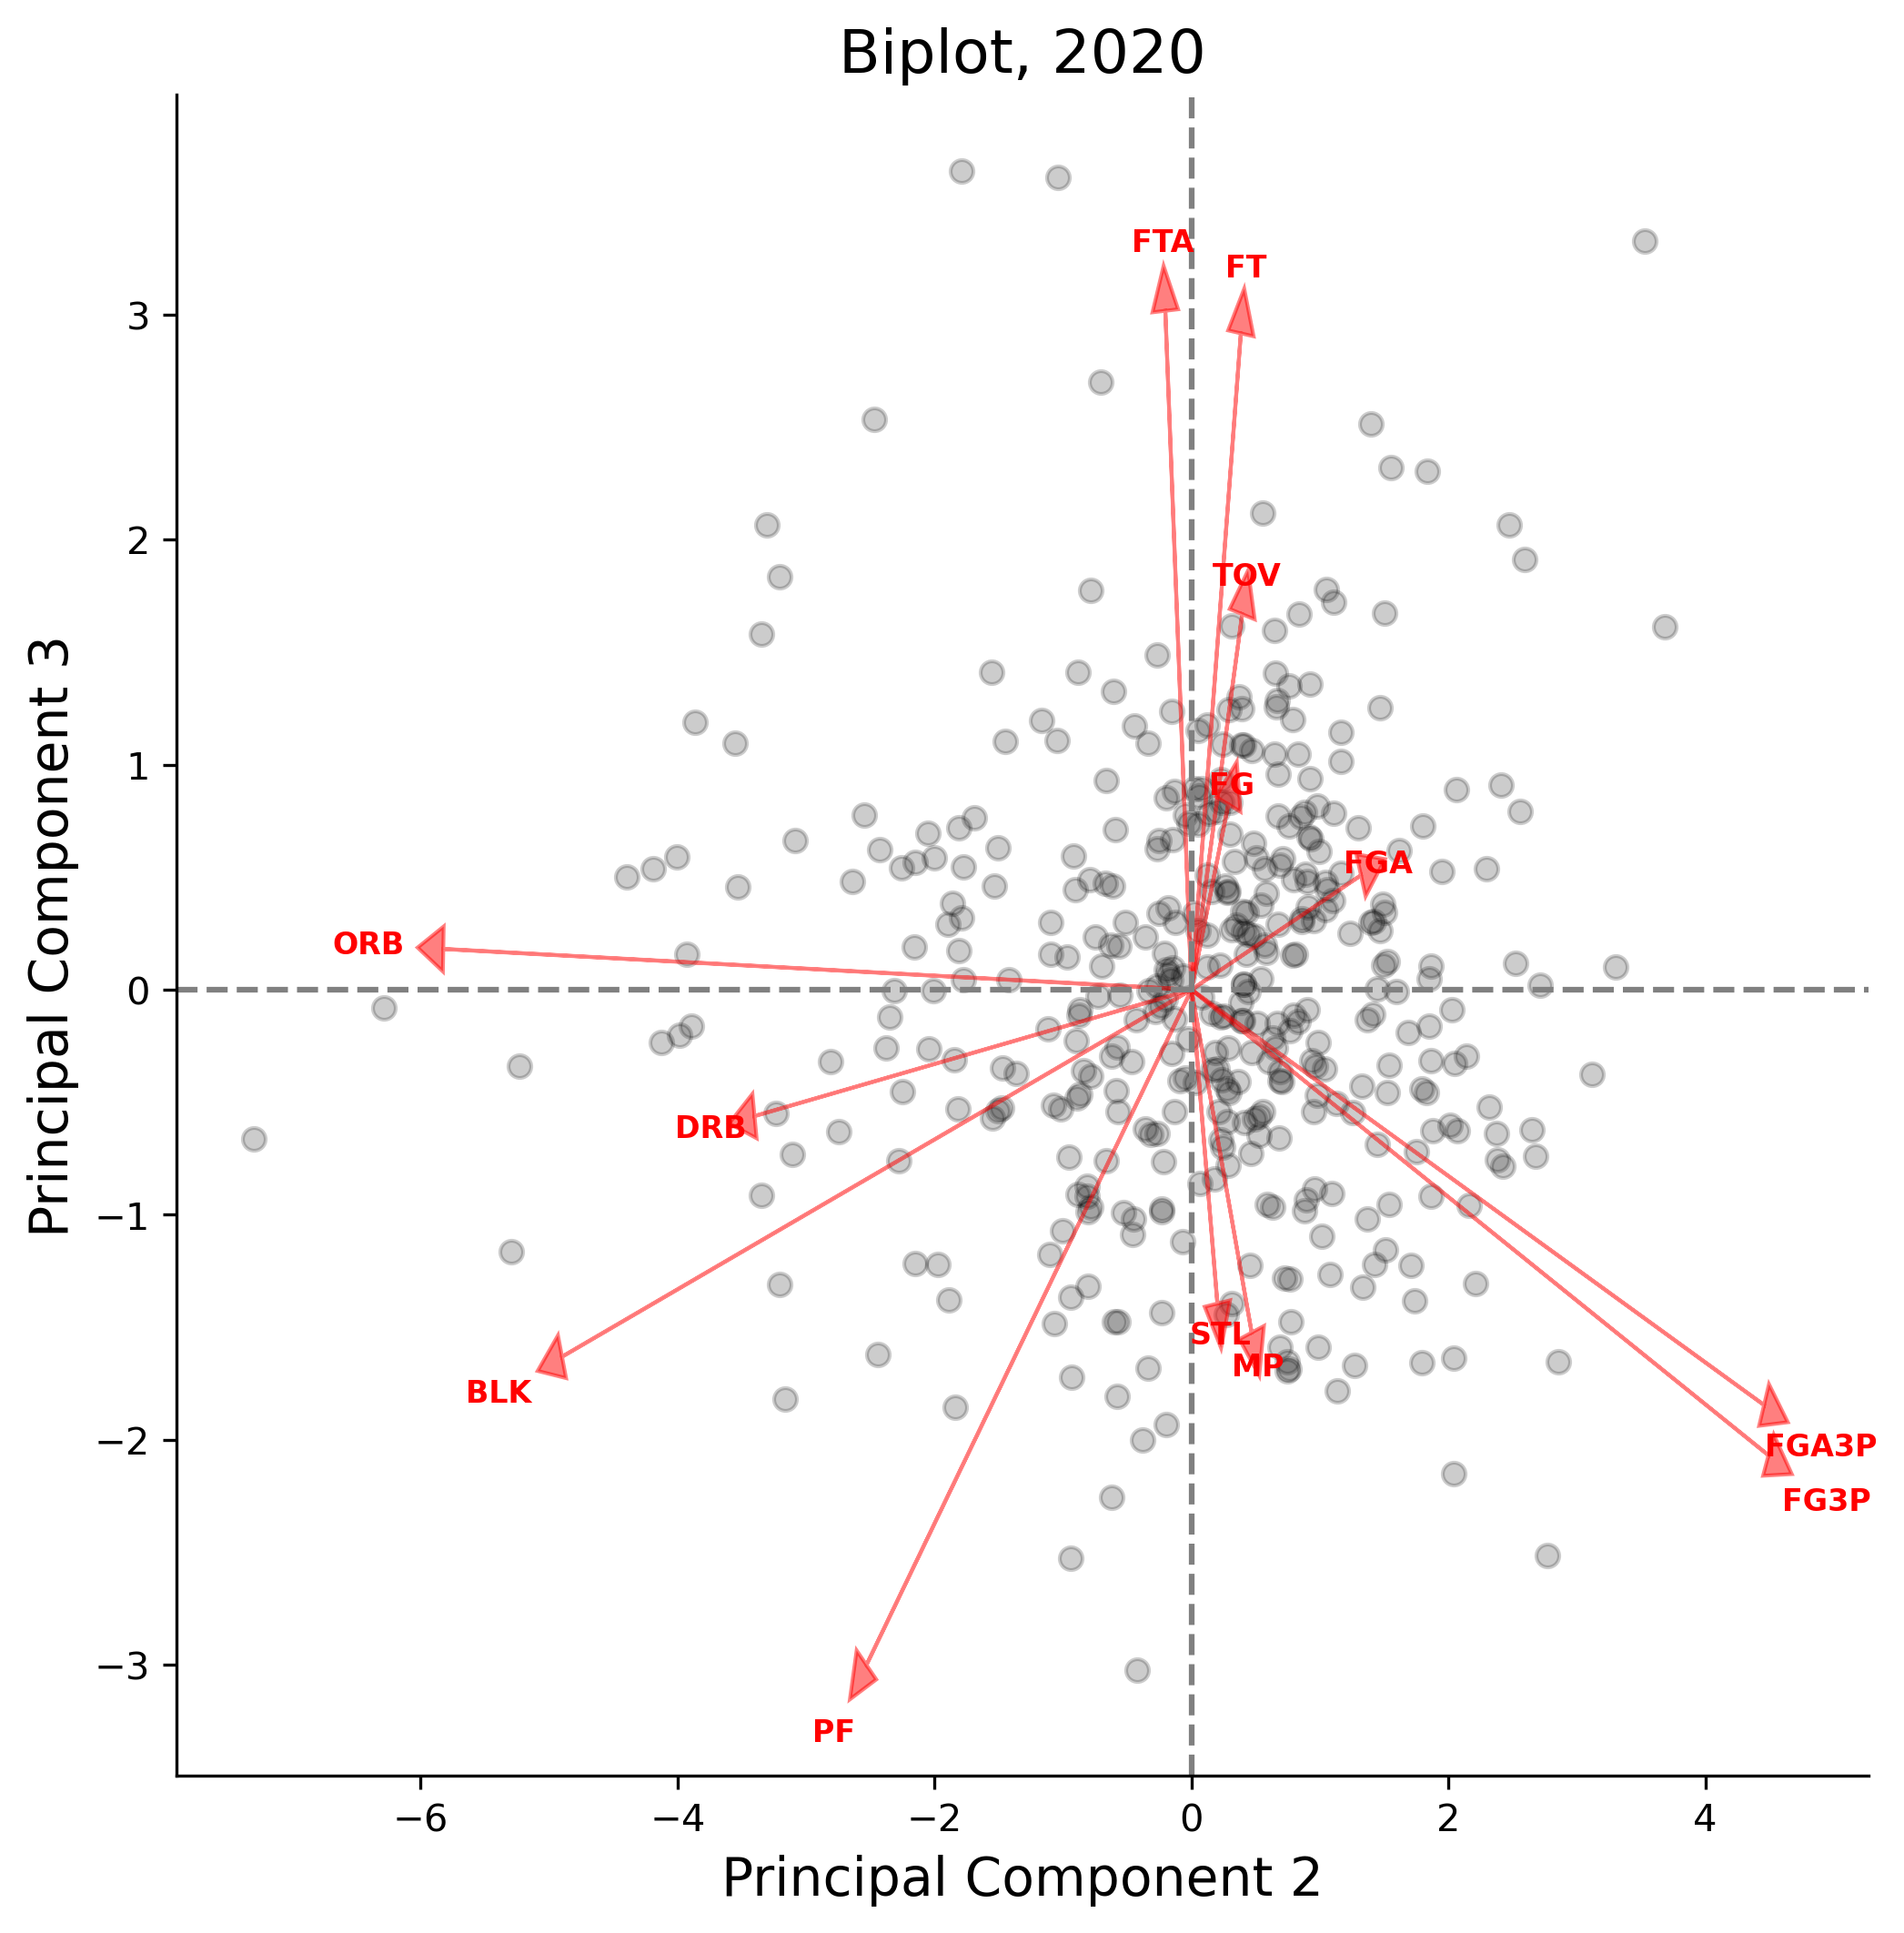 Biplot, 2020
FTA
FT
3
2
TOV
1
FG
FGA
ORB
0
DRB
−1
STL
MP
BLK
−2
FGA3P
FG3P
−3
PF
−6 −4 −2 0 2 4
Principal Component 2
Principal Component 3